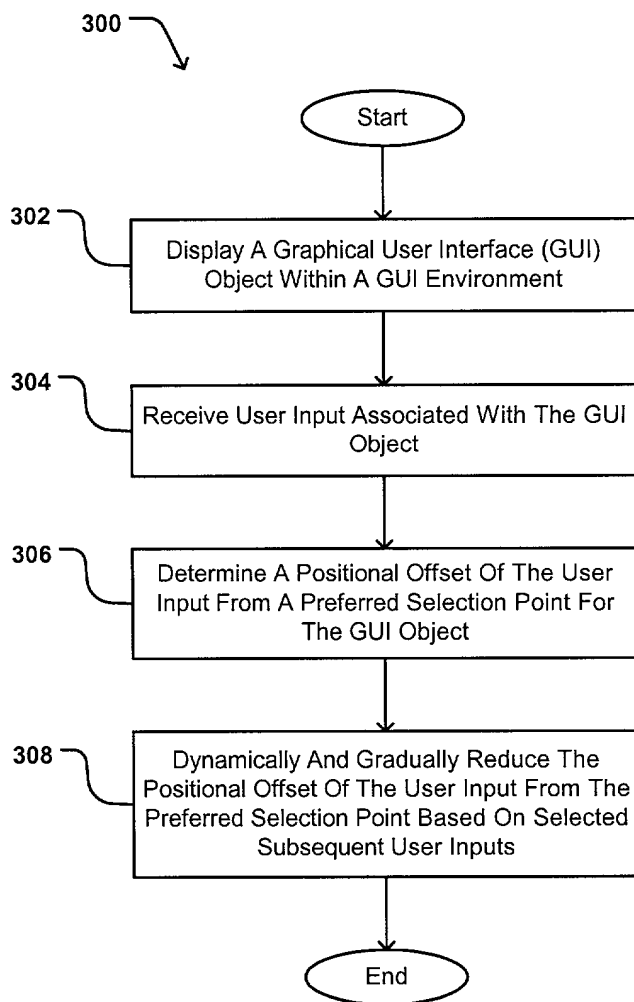 300
Start
302
Display A Graphical User Interface (GUI)
Object Within A GUI Environment
304
Receive User Input Associated With The GUI
Object
306
Determine A Positional Offset Of The User
Input From A Preferred Selection Point For
The GUI Object
308
Dynamically And Gradually Reduce The
Positional Offset Of The User Input From The
Preferred Selection Point Based On Selected
Subsequent User Inputs
End